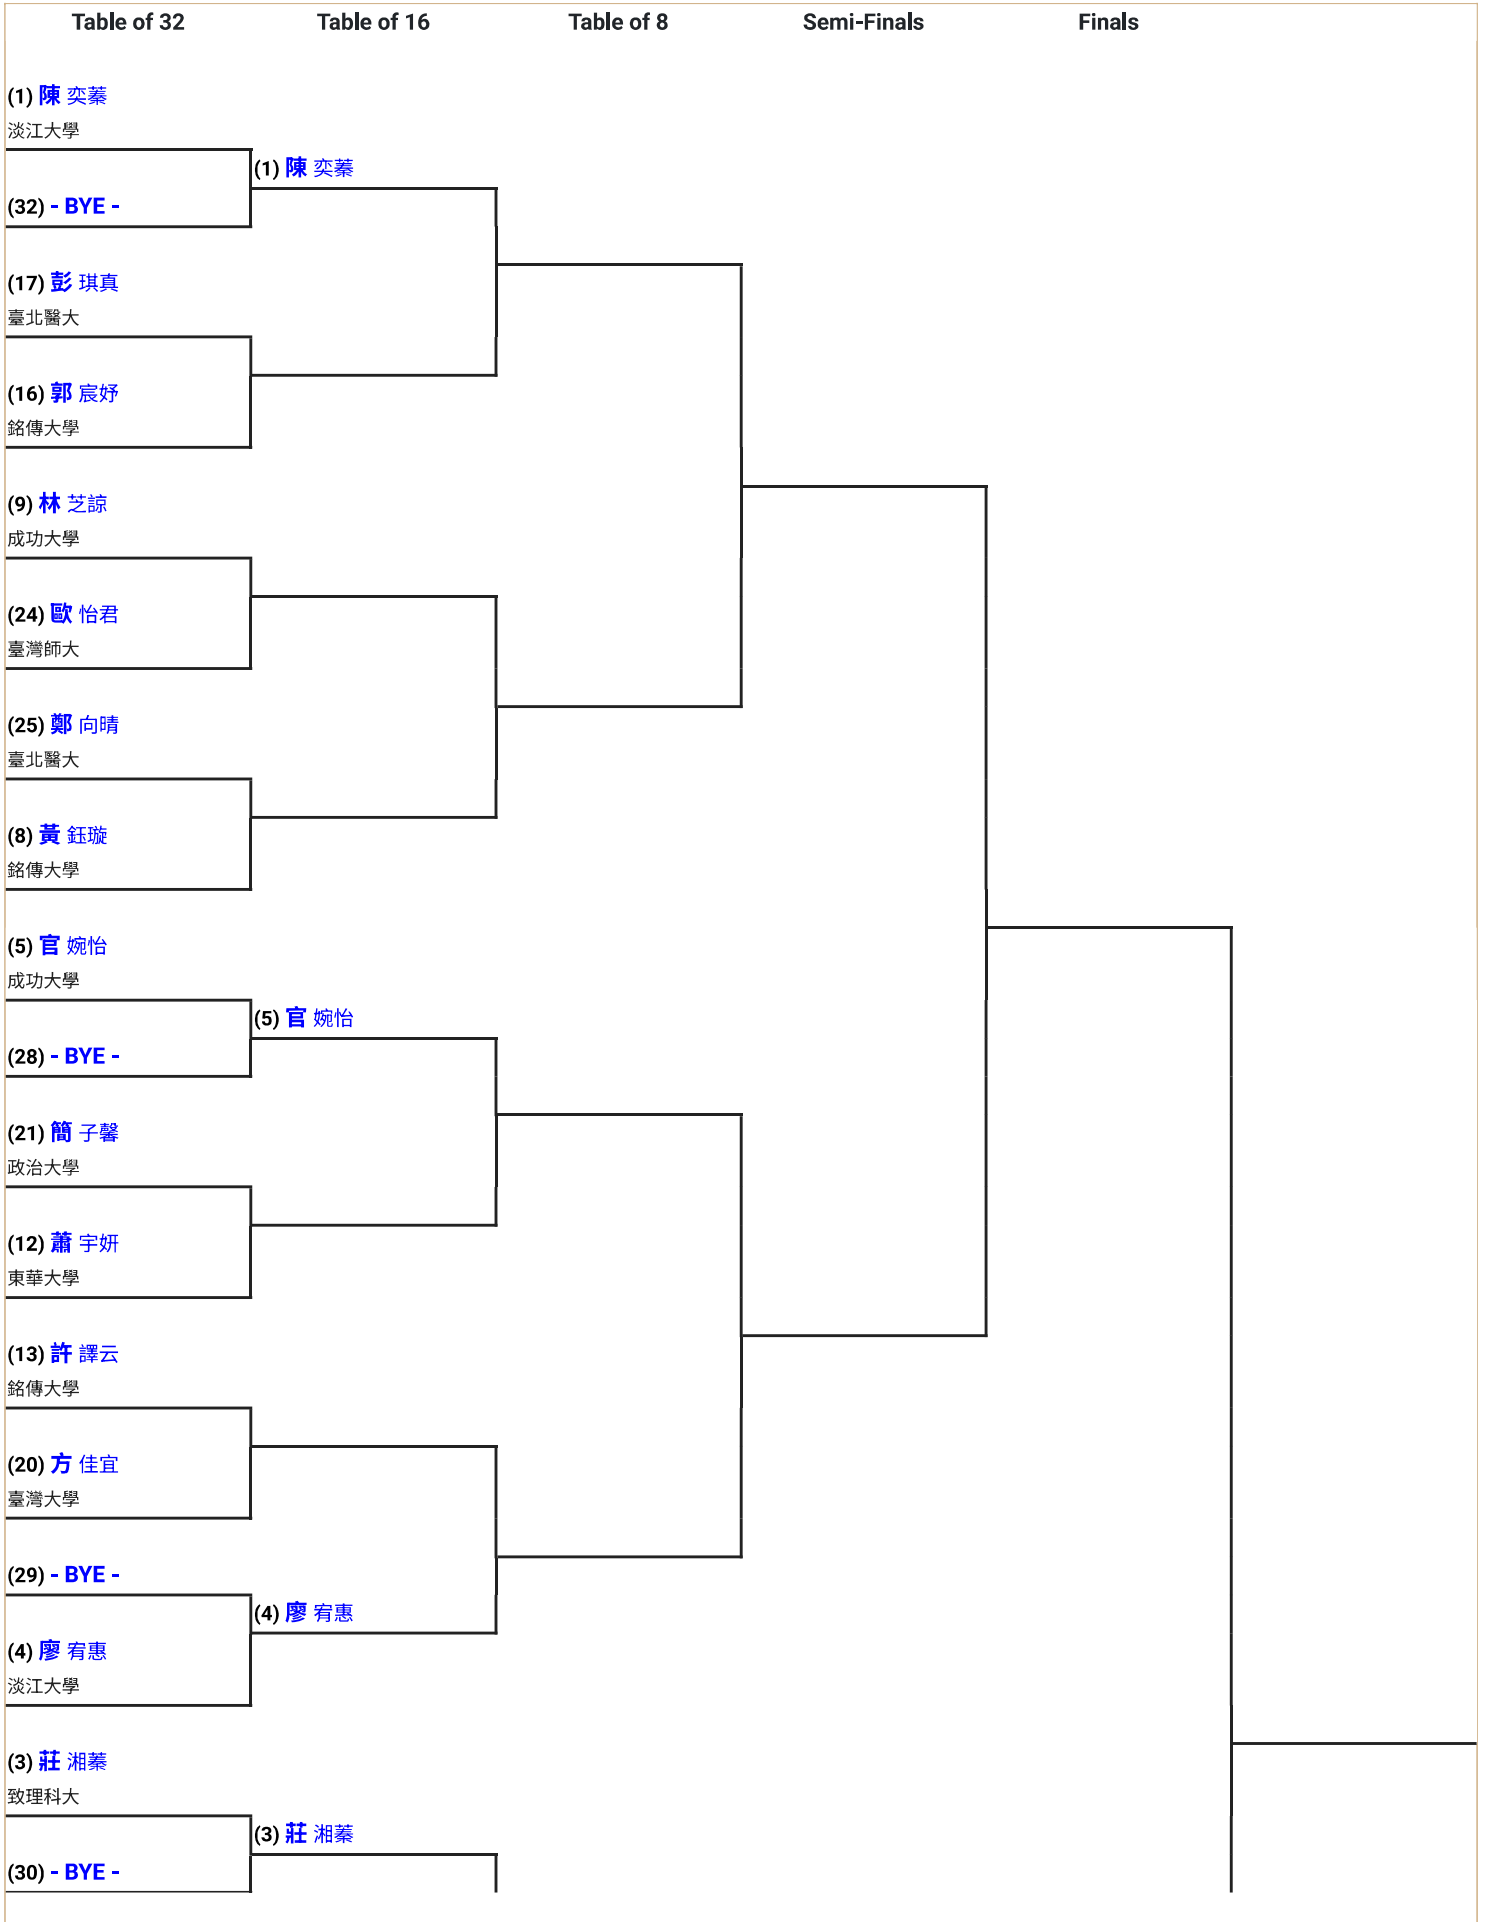 Table of 32 Table of 16 Table of 8 Semi-Finals Finals
(1) 陳 奕蓁
淡江大學
(1) 陳 奕蓁
(32) - BYE -
(17) 彭 琪真
臺北醫大
(16) 郭 宸妤
銘傳大學
(9) 林 芝諒
成功大學
(24) 歐 怡君
臺灣師大
(25) 鄭 向晴
臺北醫大
(8) 黃 鈺璇
銘傳大學
(5) 官 婉怡
成功大學
(5) 官 婉怡
(28) - BYE -
(21) 簡 子馨
政治大學
(12) 蕭 宇妍
東華大學
(13) 許 譯云
銘傳大學
(20) 方 佳宜
臺灣大學
(29) - BYE -
(4) 廖 宥惠
(4) 廖 宥惠
淡江大學
(3) 莊 湘蓁
致理科大
(3) 莊 湘蓁
(30) - BYE -